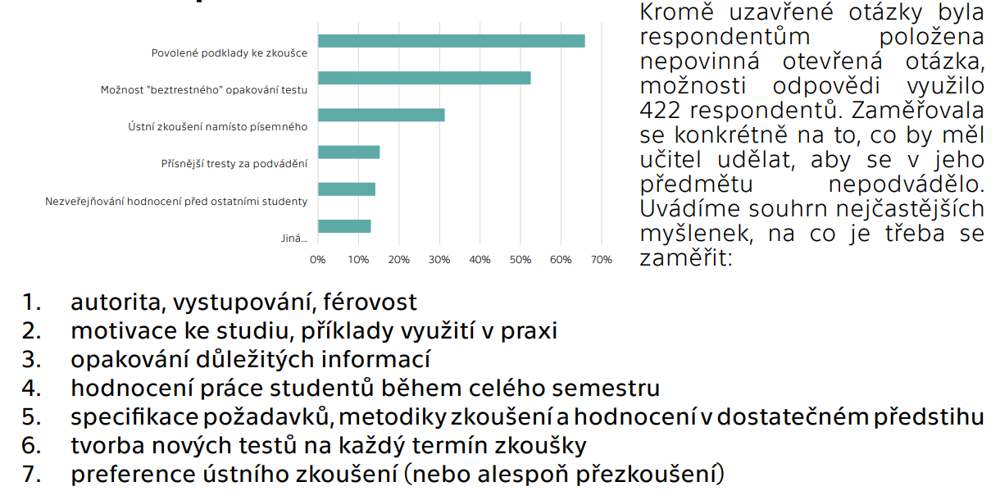 Povolené podklady ke zkoušce
Možnost "beztrestného" opakování testu
Ústní zkoušení namísto písemného
Přísnější tresty za podvádění
Nezveřejňování hodnocení před ostatními studenty
Jiná...
0% 10% 20% 30% 40% 50% 60% 70%
Kromě uzavřené otázky byla
respondentům položena
nepovinná otevřená otázka,
možnosti odpovědi využilo
422 respondentů. Zaměřovala
se konkrétně na to, co by měl
učitel udělat, aby se v jeho
předmětu nepodvádělo.
Uvádíme souhrn nejčastějších
myšlenek, na co je třeba se
zaměřit:
1. autorita, vystupování, férovost
2. motivace ke studiu, příklady využití v praxi
3. opakování důležitých informací
4. hodnocení práce studentů během celého semestru
5. specifikace požadavků, metodiky zkoušení a hodnocení v dostatečném předstihu
6. tvorba nových testů na každý termín zkoušky
7. preference ústního zkoušení (nebo alespoň přezkoušení)